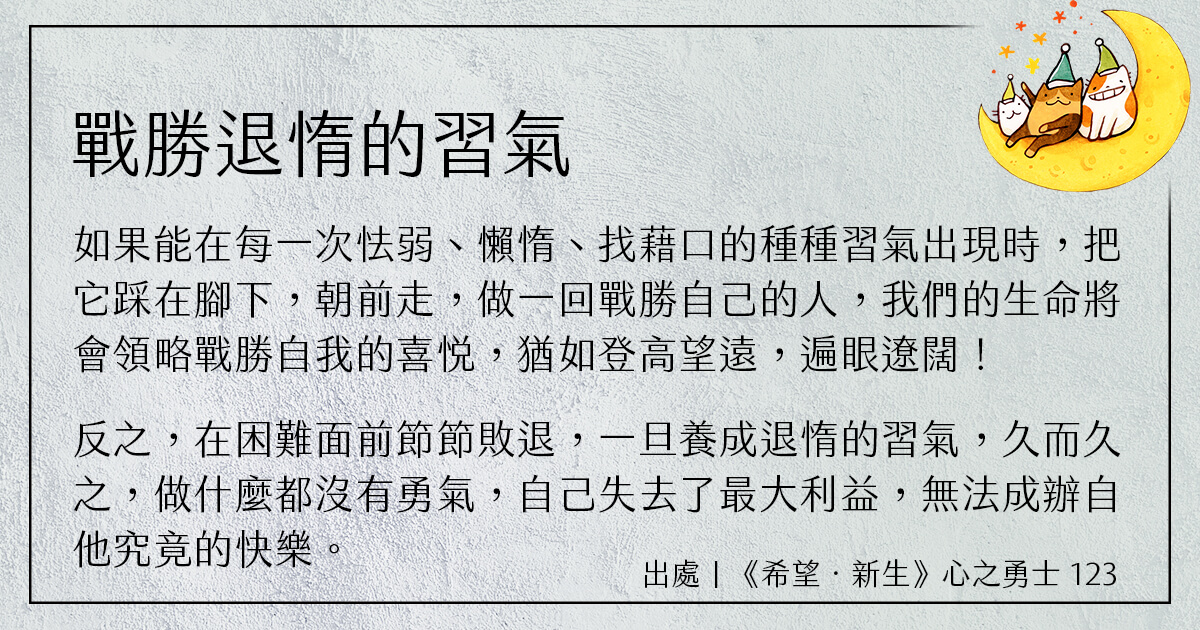 戰勝退惰的習氣
如果能在每一次怯弱、懶惰、找藉口的種種習氣出現時，把
它踩在腳下，朝前走，做一回戰勝自己的人，我們的生命將
會領略戰勝自我的喜悅，猶如登高望遠，遍眼遼闊！
反之，在困難面前節節敗退，一旦養成退惰的習氣，久而久
之，做什麼都沒有勇氣，自己失去了最大利益，無法成辦自
他究竟的快樂。
出處｜《希望．新生》心之勇士 123